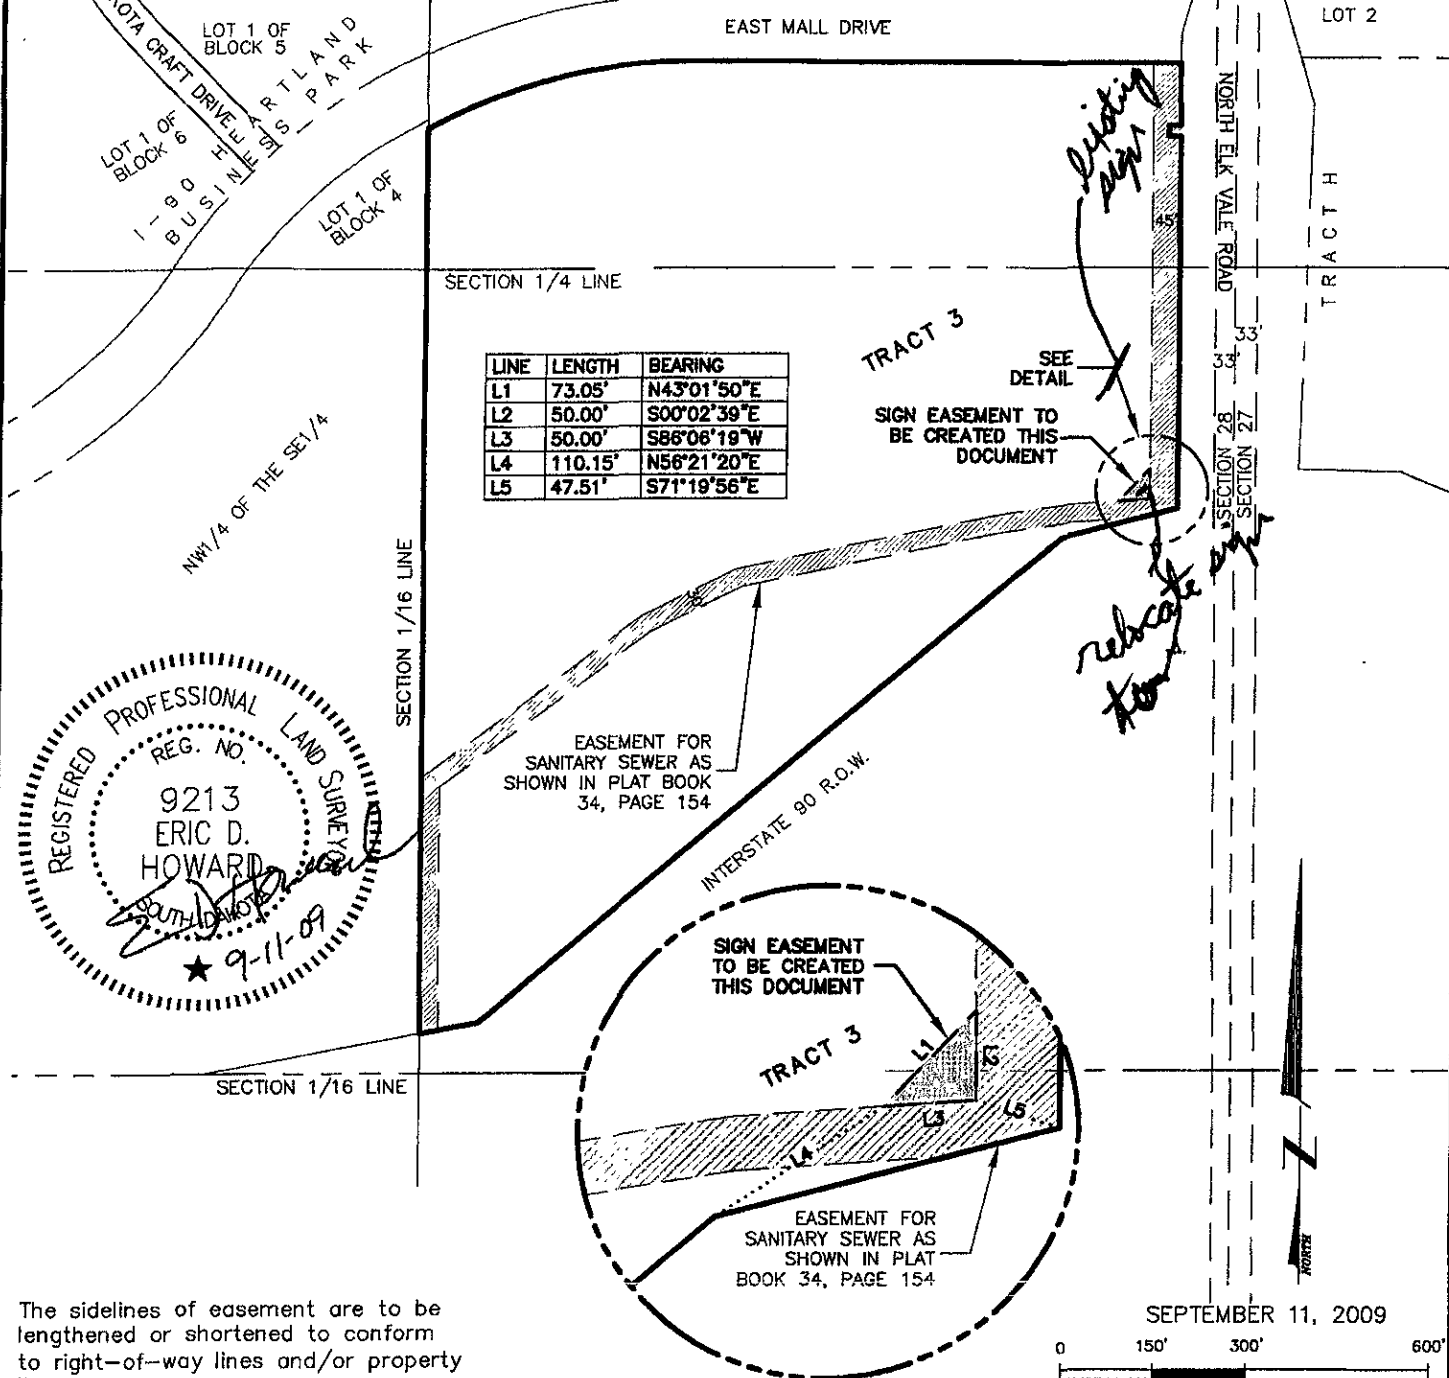 EAST MALL DRIVE
LOT 2
LOT 1 OF
BLOCK 5
KOTA CRAFT DRIVE
I-90 HEARTLAND
BUSINESS PARK
LOT 1 OF
BLOCK 6
LOT 1 OF
BLOCK 4
existing
sign
45'
NORTH ELK VALE ROAD
TRACT H
SECTION 1/4 LINE
TRACT 3
33'
33'
SECTION 28
SECTION 27
LINE LENGTH BEARING
L1 73.05' N43°01'50"E
L2 50.00' S00°02'39"E
L3 50.00' S86°06'19"W
L4 110.15' N56°21'20"E
L5 47.51' S71°19'56"E
SEE
DETAIL
SIGN EASEMENT TO
BE CREATED THIS
DOCUMENT
NW1/4 OF THE SE1/4
SECTION 1/16 LINE
relocate sign
EASEMENT FOR
SANITARY SEWER AS
SHOWN IN PLAT BOOK
34, PAGE 154
INTERSTATE 90 R.O.W.
REGISTERED PROFESSIONAL LAND SURVEYOR
REG. NO.
9213
ERIC D.
HOWARD
SOUTH DAKOTA
9-11-09
SECTION 1/16 LINE
SIGN EASEMENT
TO BE CREATED
THIS DOCUMENT
TRACT 3
L1
L2
L3
L5
L4
EASEMENT FOR
SANITARY SEWER AS
SHOWN IN PLAT
BOOK 34, PAGE 154
NORTH
The sidelines of easement are to be
lengthened or shortened to conform
to right-of-way lines and/or property
SEPTEMBER 11, 2009
0 150' 300' 600'